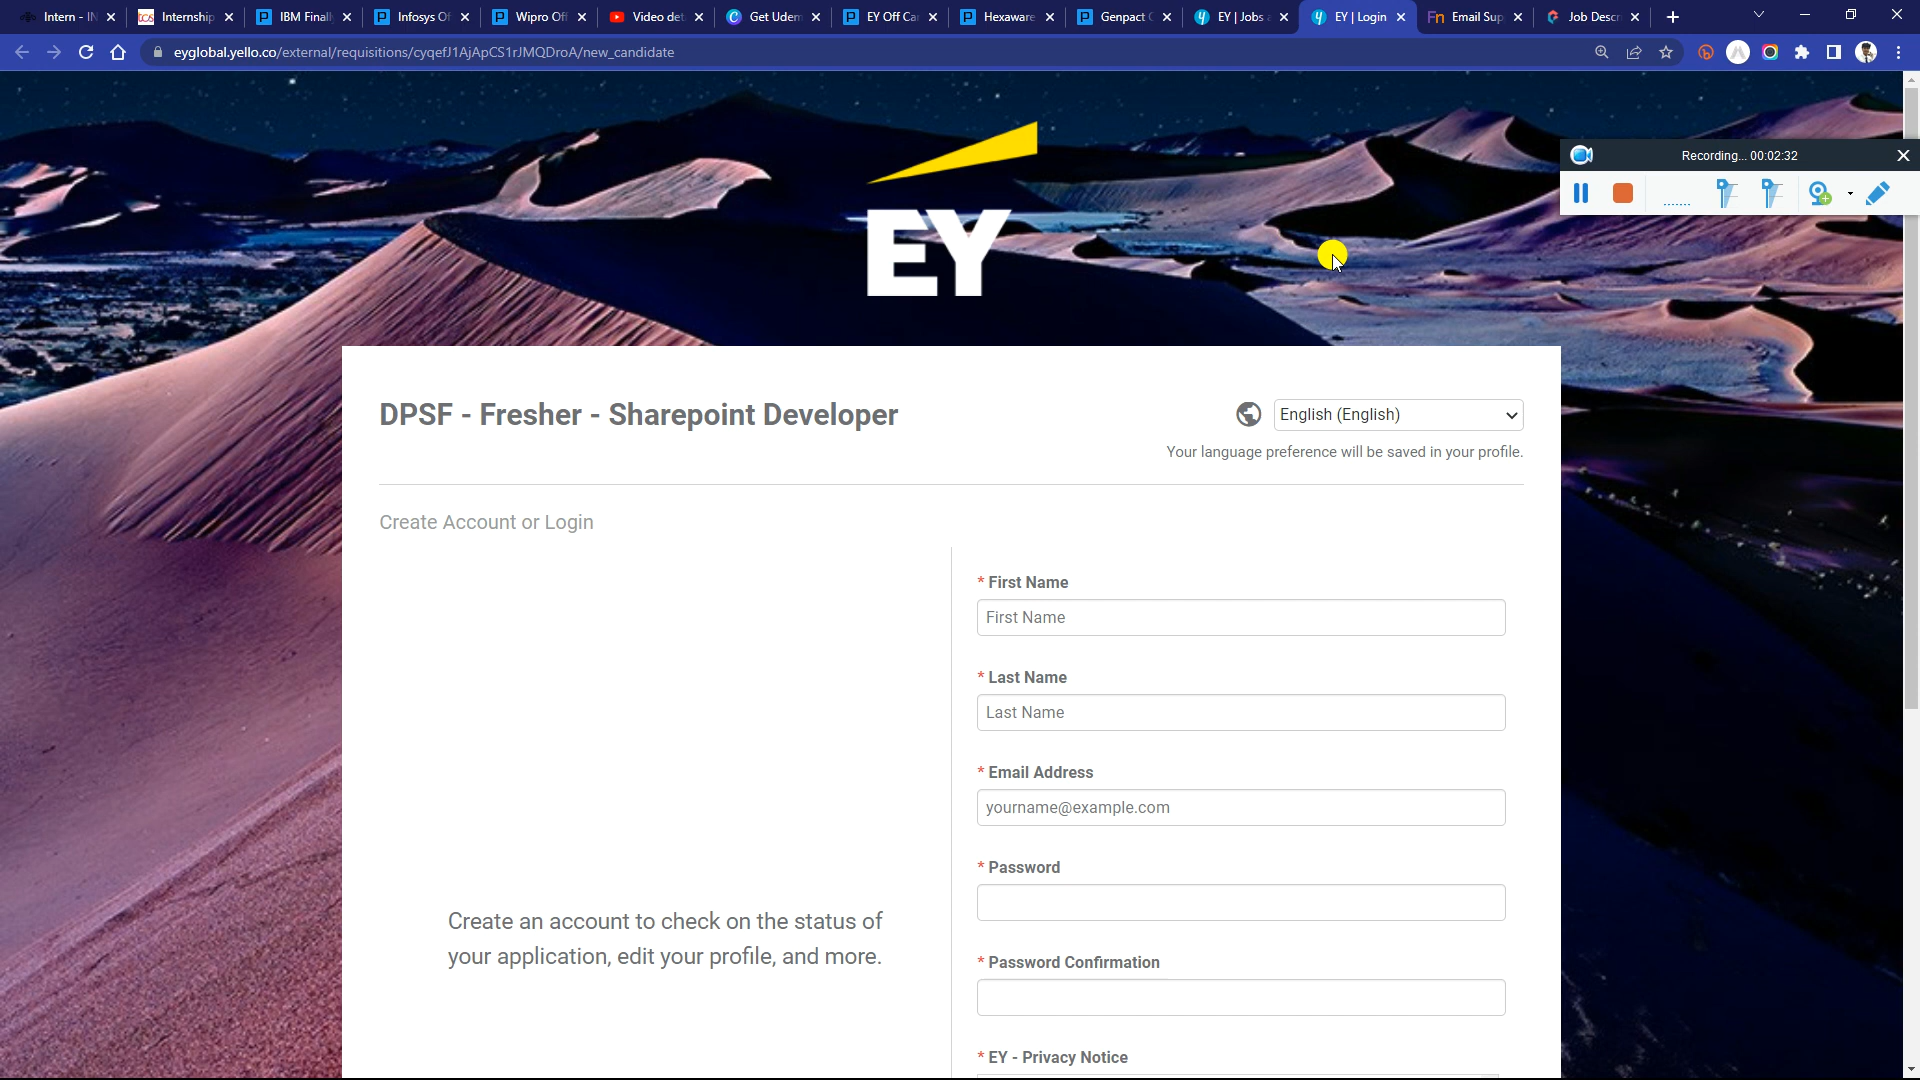 Intern - IN
Internship
IBM Finall
Infosys Of
Wipro Off
Video det
Get Udem
EY Off Ca
Hexaware
Genpact C
EY | Jobs a
EY | Login
Email Sup
Job Descri
eyglobal.yello.co/external/requisitions/cyqefJ1AjApCS1rJMQDroA/new_candidate
Recording... 00:02:32
EY
DPSF - Fresher - Sharepoint Developer
English (English)
Your language preference will be saved in your profile.
Create Account or Login
* First Name
First Name
* Last Name
Last Name
* Email Address
yourname@example.com
* Password
Create an account to check on the status of
your application, edit your profile, and more.
* Password Confirmation
* EY - Privacy Notice